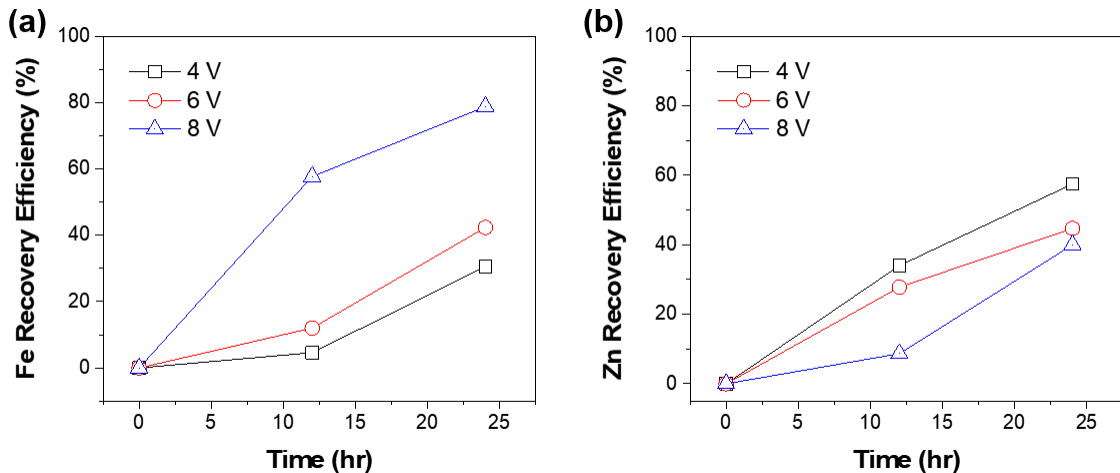 (a)
Fe Recovery Efficiency (%)
100
80
60
40
20
0
4 V
6 V
8 V
0 5 10 15 20 25
Time (hr)
(b)
Zn Recovery Efficiency (%)
100
80
60
40
20
0
4 V
6 V
8 V
0 5 10 15 20 25
Time (hr)